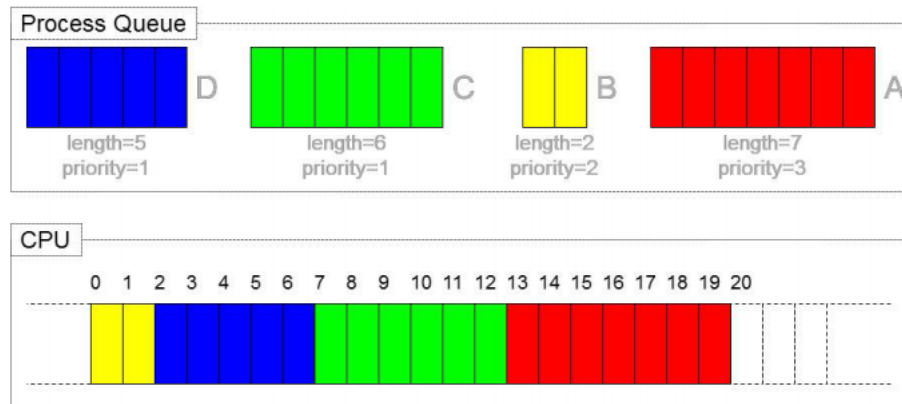 Process Queue
D C B A
length=5 length=6 length=2 length=7
priority=1 priority=1 priority=2 priority=3
CPU
0 1 2 3 4 5 6 7 8 9 10 11 12 13 14 15 16 17 18 19 20